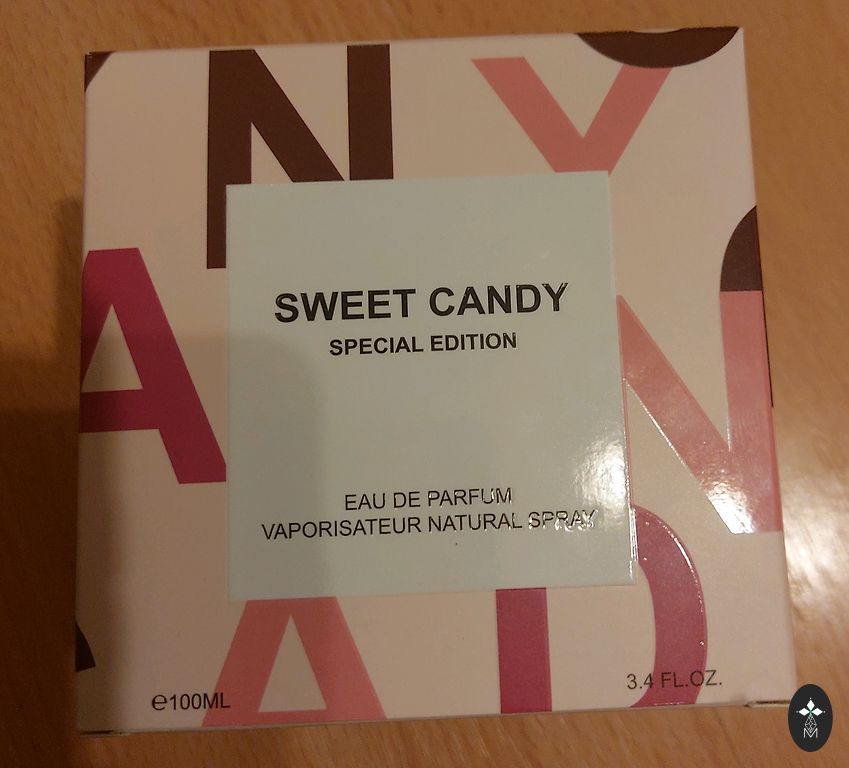 N Y
A
SWEET CANDY
SPECIAL EDITION
N
EAU DE PARFUM
VAPORISATEUR NATURAL SPRAY
A D
℮100ML
3.4 FL.OZ.
M